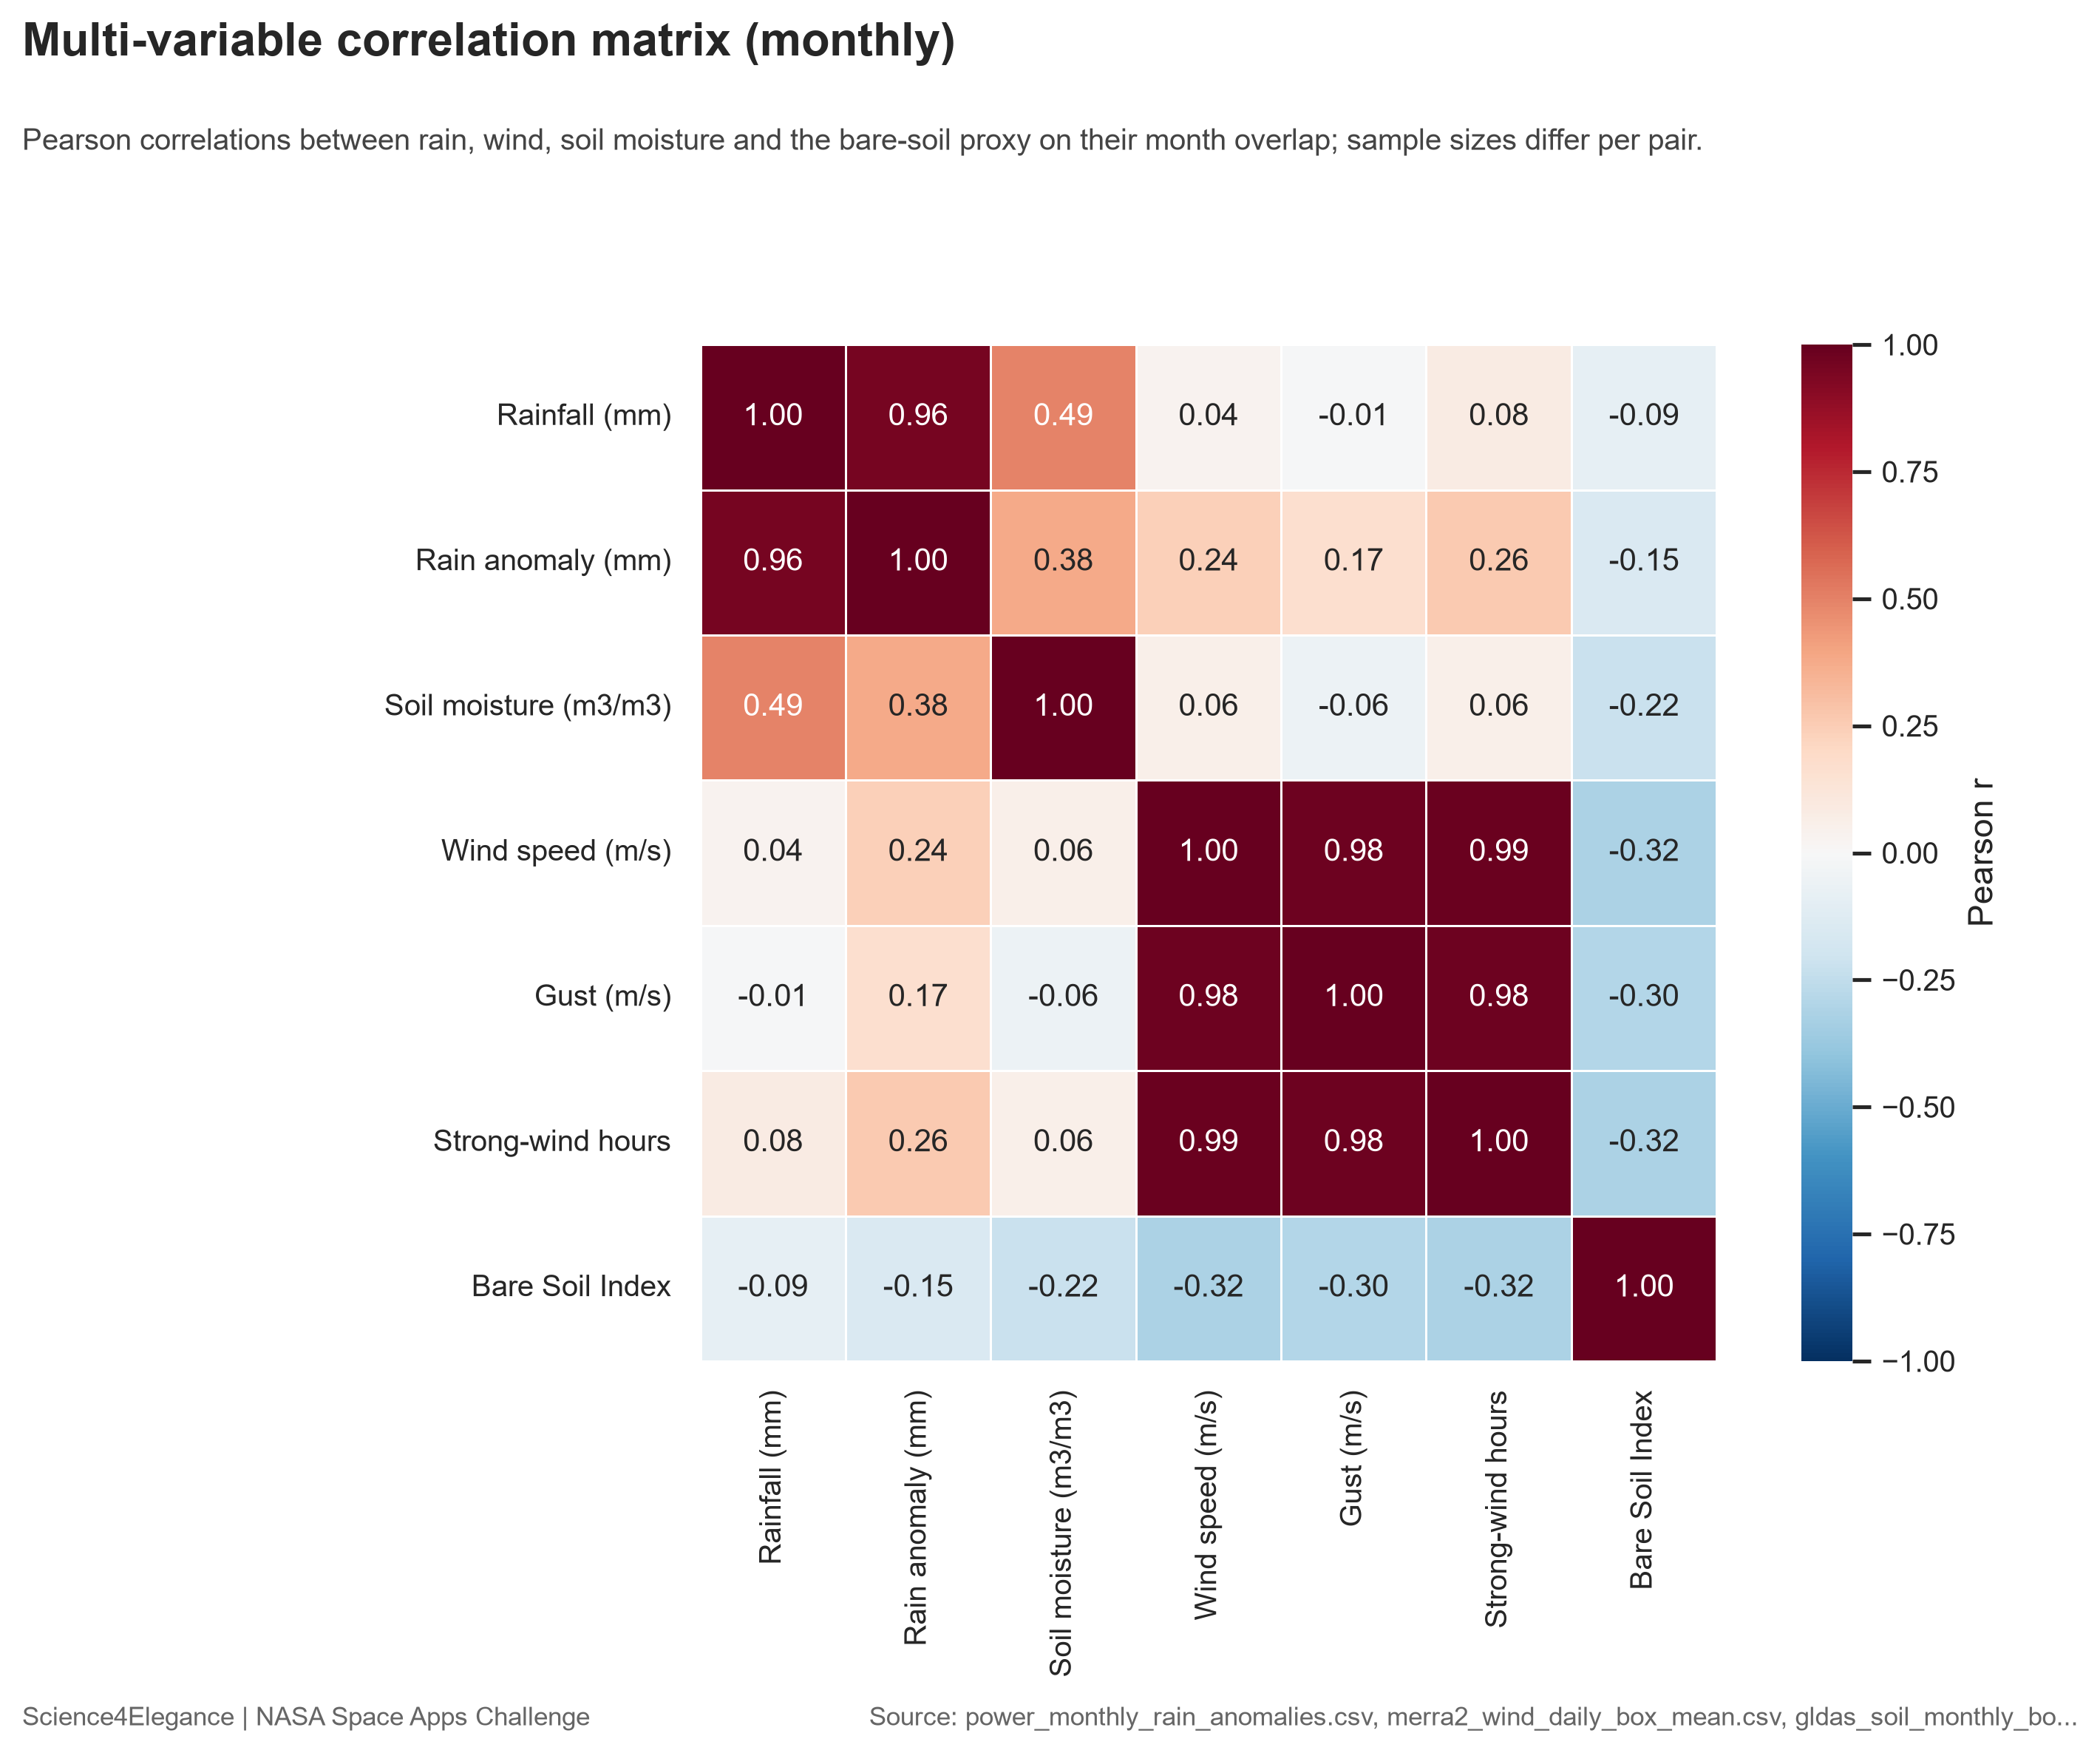 Multi-variable correlation matrix (monthly)
Pearson correlations between rain, wind, soil moisture and the bare-soil proxy on their month overlap; sample sizes differ per pair.
Rainfall (mm) 1.00 0.96 0.49 0.04 -0.01 0.08 -0.09
Rain anomaly (mm) 0.96 1.00 0.38 0.24 0.17 0.26 -0.15
Soil moisture (m3/m3) 0.49 0.38 1.00 0.06 -0.06 0.06 -0.22
Wind speed (m/s) 0.04 0.24 0.06 1.00 0.98 0.99 -0.32
Gust (m/s) -0.01 0.17 -0.06 0.98 1.00 0.98 -0.30
Strong-wind hours 0.08 0.26 0.06 0.99 0.98 1.00 -0.32
Bare Soil Index -0.09 -0.15 -0.22 -0.32 -0.30 -0.32 1.00
Rainfall (mm)
Rain anomaly (mm)
Soil moisture (m3/m3)
Wind speed (m/s)
Gust (m/s)
Strong-wind hours
Bare Soil Index
1.00
0.75
0.50
0.25
0.00
−0.25
−0.50
−0.75
−1.00
Pearson r
Science4Elegance | NASA Space Apps Challenge
Source: power_monthly_rain_anomalies.csv, merra2_wind_daily_box_mean.csv, gldas_soil_monthly_bo...